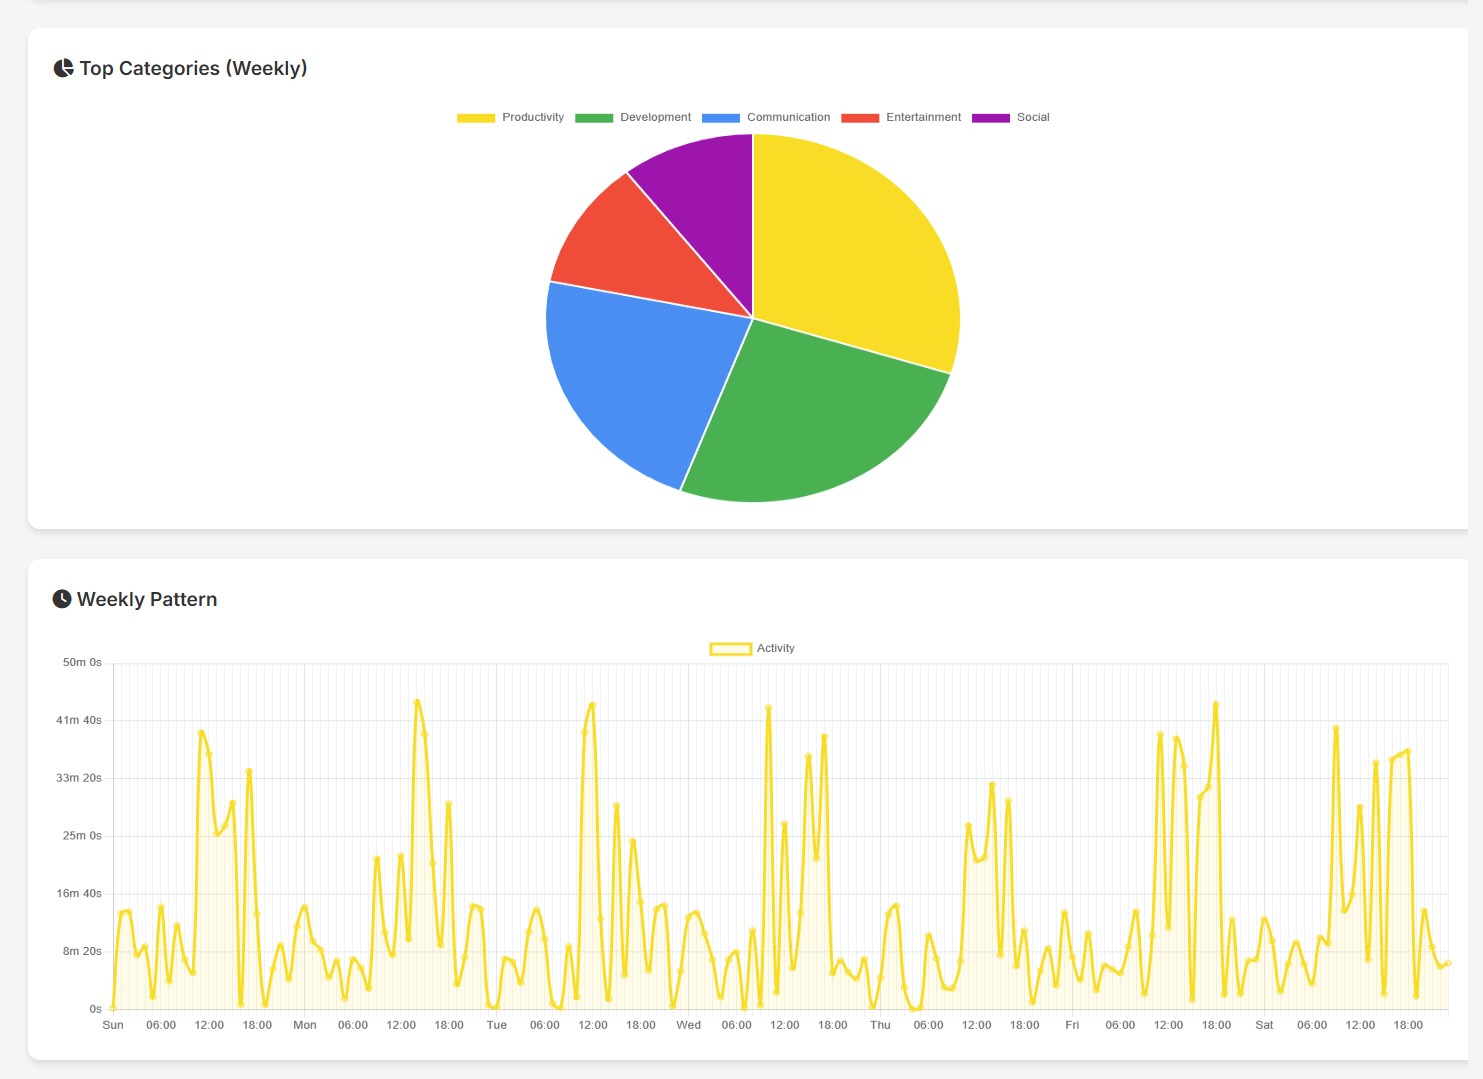 Top Categories (Weekly)
Productivity Development Communication Entertainment Social
Weekly Pattern
Activity
50m 0s
41m 40s
33m 20s
25m 0s
16m 40s
8m 20s
0s
Sun 06:00 12:00 18:00 Mon 06:00 12:00 18:00 Tue 06:00 12:00 18:00 Wed 06:00 12:00 18:00 Thu 06:00 12:00 18:00 Fri 06:00 12:00 18:00 Sat 06:00 12:00 18:00